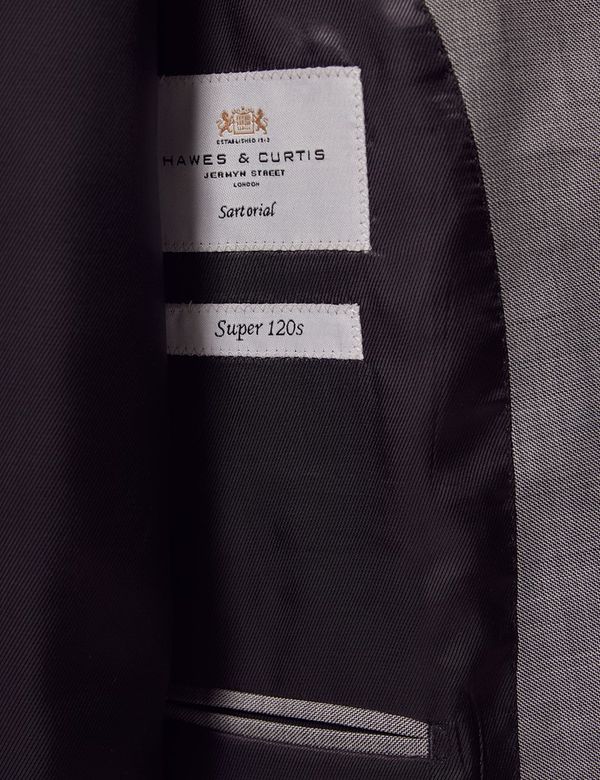 ESTABLISHED 1913
HAWES & CURTIS
JERMYN STREET
LONDON
Sartorial
Super 120s